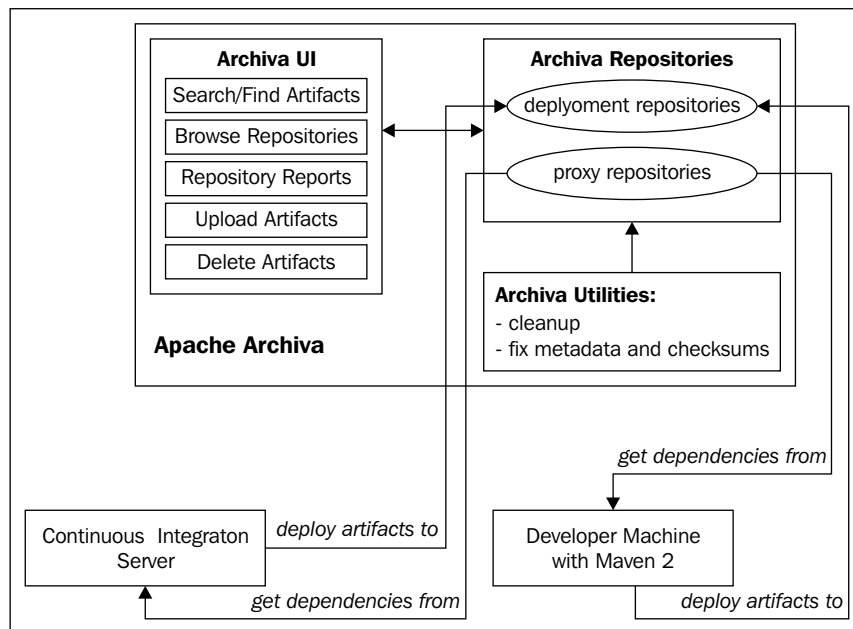 Archiva UI
Search/Find Artifacts
Browse Repositories
Repository Reports
Upload Artifacts
Delete Artifacts
Apache Archiva
Archiva Repositories
deplyoment repositories
proxy repositories
Archiva Utilities:
- cleanup
- fix metadata and checksums
get dependencies from
Continuous Integraton
Server
deploy artifacts to
Developer Machine
with Maven 2
get dependencies from
deploy artifacts to